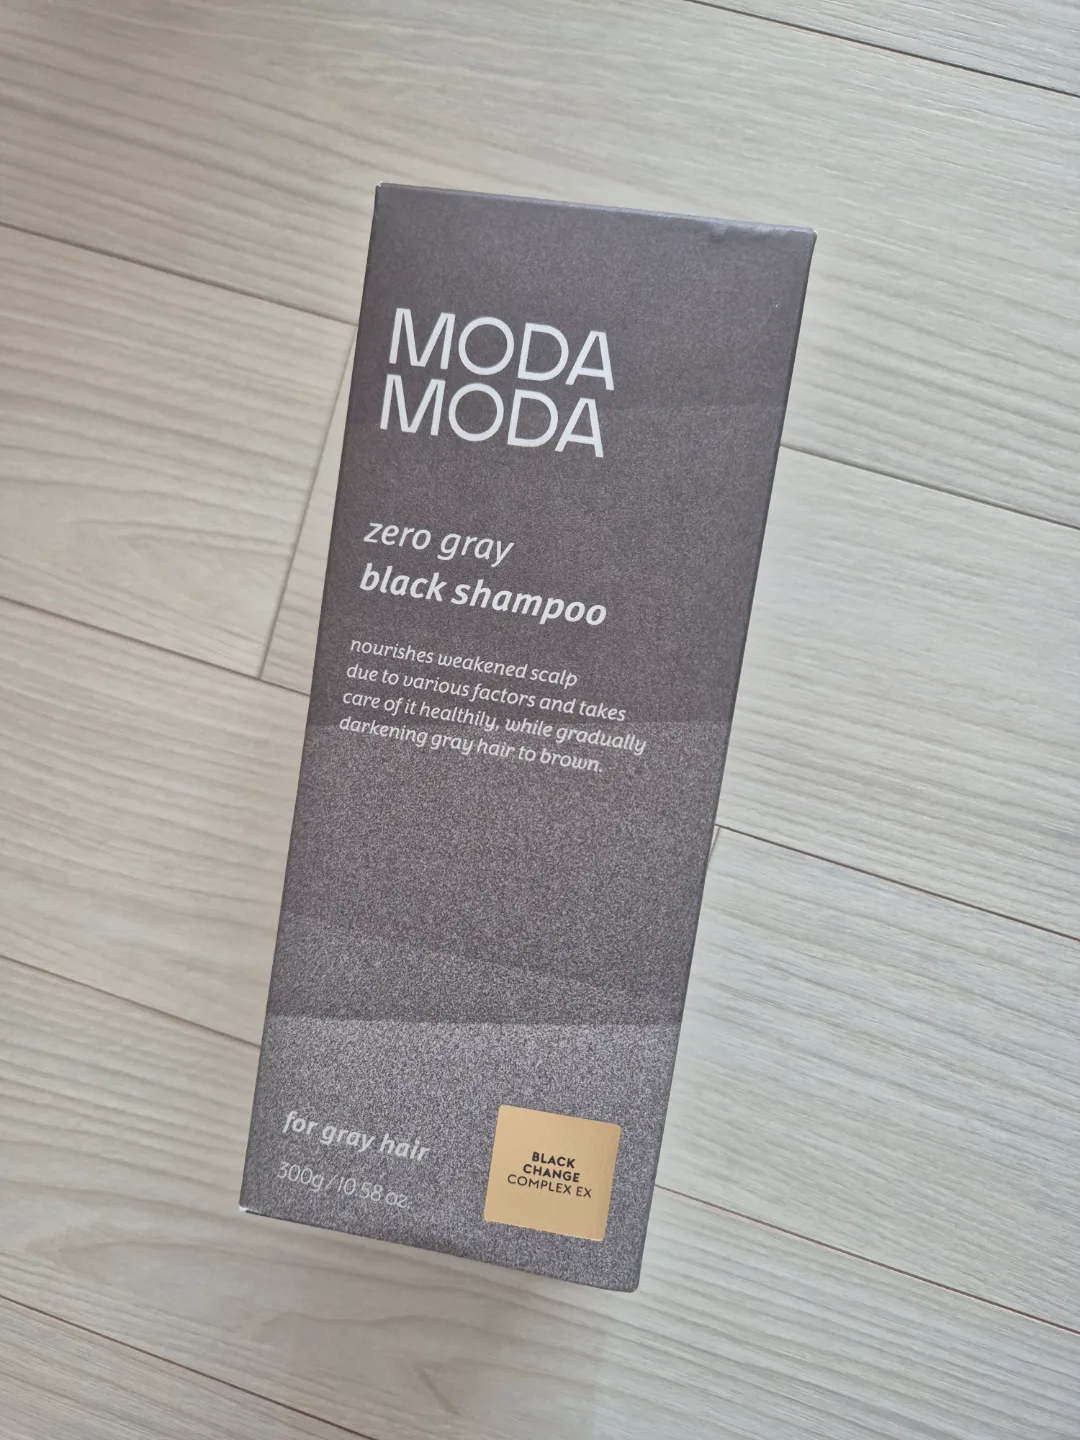 MODA
MODA
zero gray
black shampoo
nourishes weakened scalp
due to various factors and takes
care of it healthily, while gradually
darkening gray hair to brown.
for gray hair
300g / 10.58 oz.
BLACK
CHANGE
COMPLEX EX